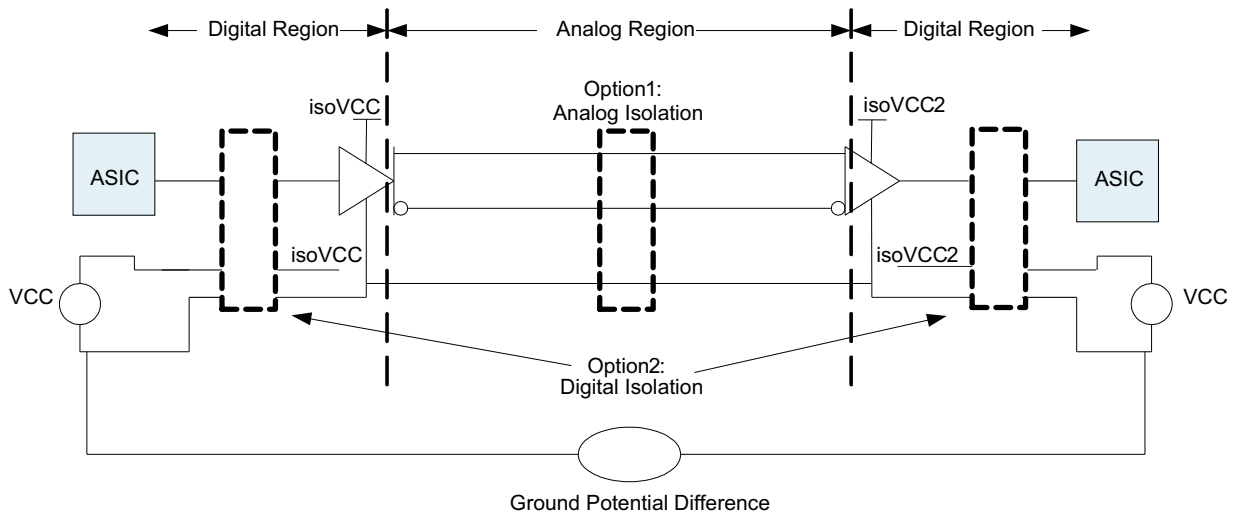 Digital Region
Analog Region
Digital Region
Option1:
Analog Isolation
isoVCC
isoVCC2
ASIC
ASIC
isoVCC
isoVCC2
VCC
VCC
Option2:
Digital Isolation
Ground Potential Difference